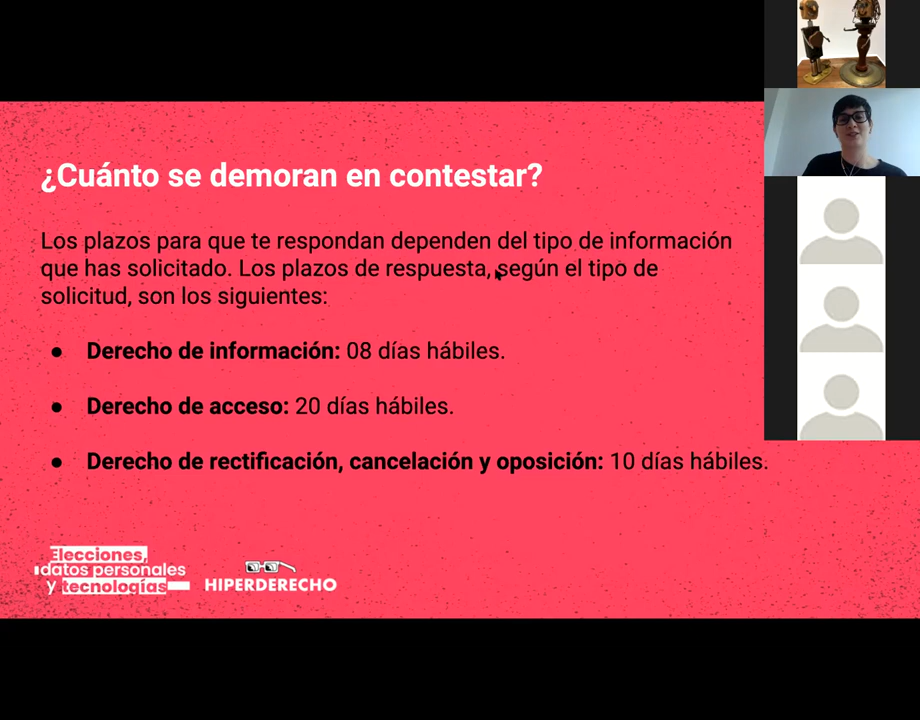 ¿Cuánto se demoran en contestar?
Los plazos para que te respondan dependen del tipo de información
que has solicitado. Los plazos de respuesta, según el tipo de
solicitud, son los siguientes:
● Derecho de información: 08 días hábiles.
● Derecho de acceso: 20 días hábiles.
● Derecho de rectificación, cancelación y oposición: 10 días hábiles.
Elecciones,
datos personales
y tecnologías
HIPERDERECHO